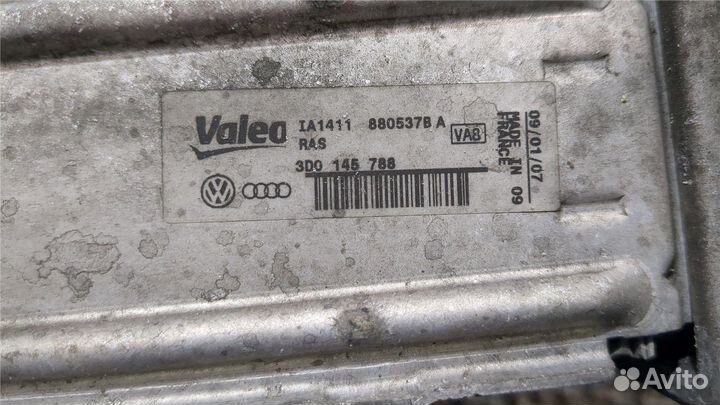 Valeo IA1411 880537B A
RAS VA8
3D0 145 788
MADE IN 09
FRANCE
09/01/07
Avito